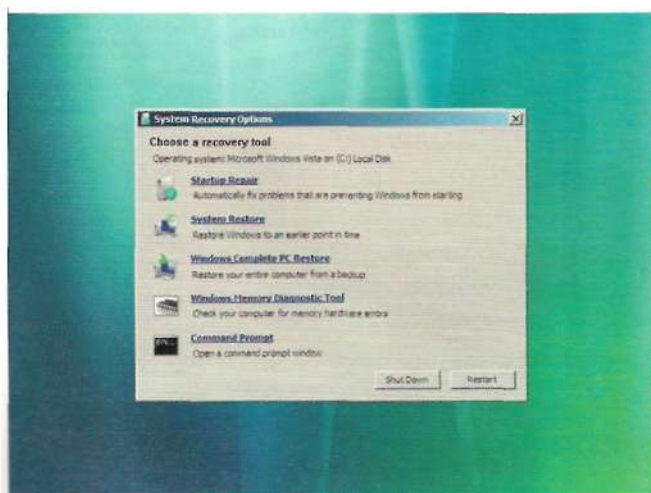 System Recovery Options
Choose a recovery tool
Operating system: Microsoft Windows Vista on (C:) Local Disk
Startup Repair
Automatically fix problems that are preventing Windows from starting
System Restore
Restore Windows to an earlier point in time
Windows Complete PC Restore
Restore your entire computer from a backup
Windows Memory Diagnostic Tool
Check your computer for memory hardware errors
Command Prompt
Open a command prompt window
Shut Down
Restart